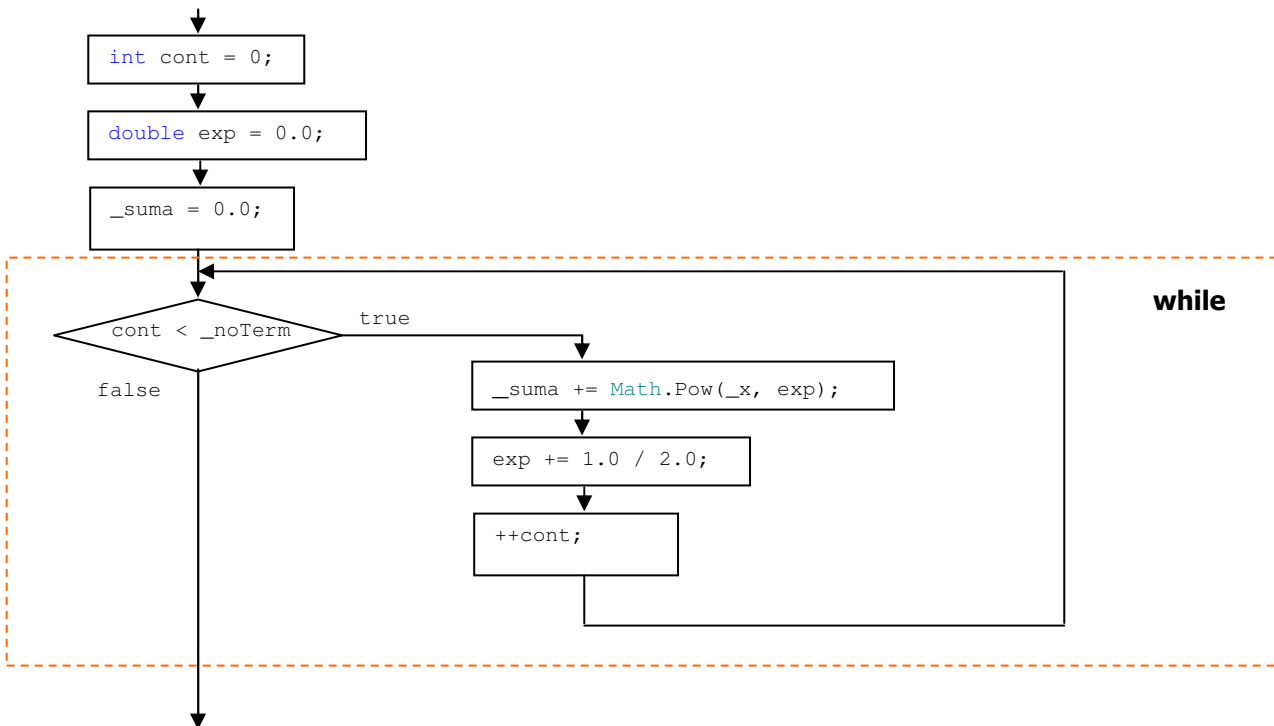 int cont = 0;
double exp = 0.0;
_suma = 0.0;
while
cont < _noTerm
true
false
_suma += Math.Pow(_x, exp);
exp += 1.0 / 2.0;
++cont;